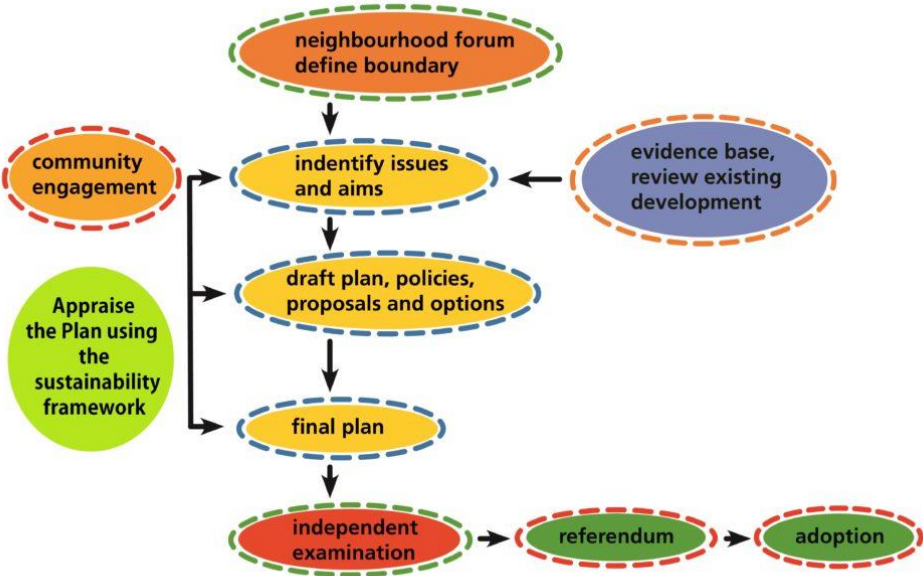 neighbourhood forum
define boundary
community
engagement
indentify issues
and aims
evidence base,
review existing
development
draft plan, policies,
proposals and options
Appraise
the Plan using
the
sustainability
framework
final plan
independent
examination
referendum
adoption